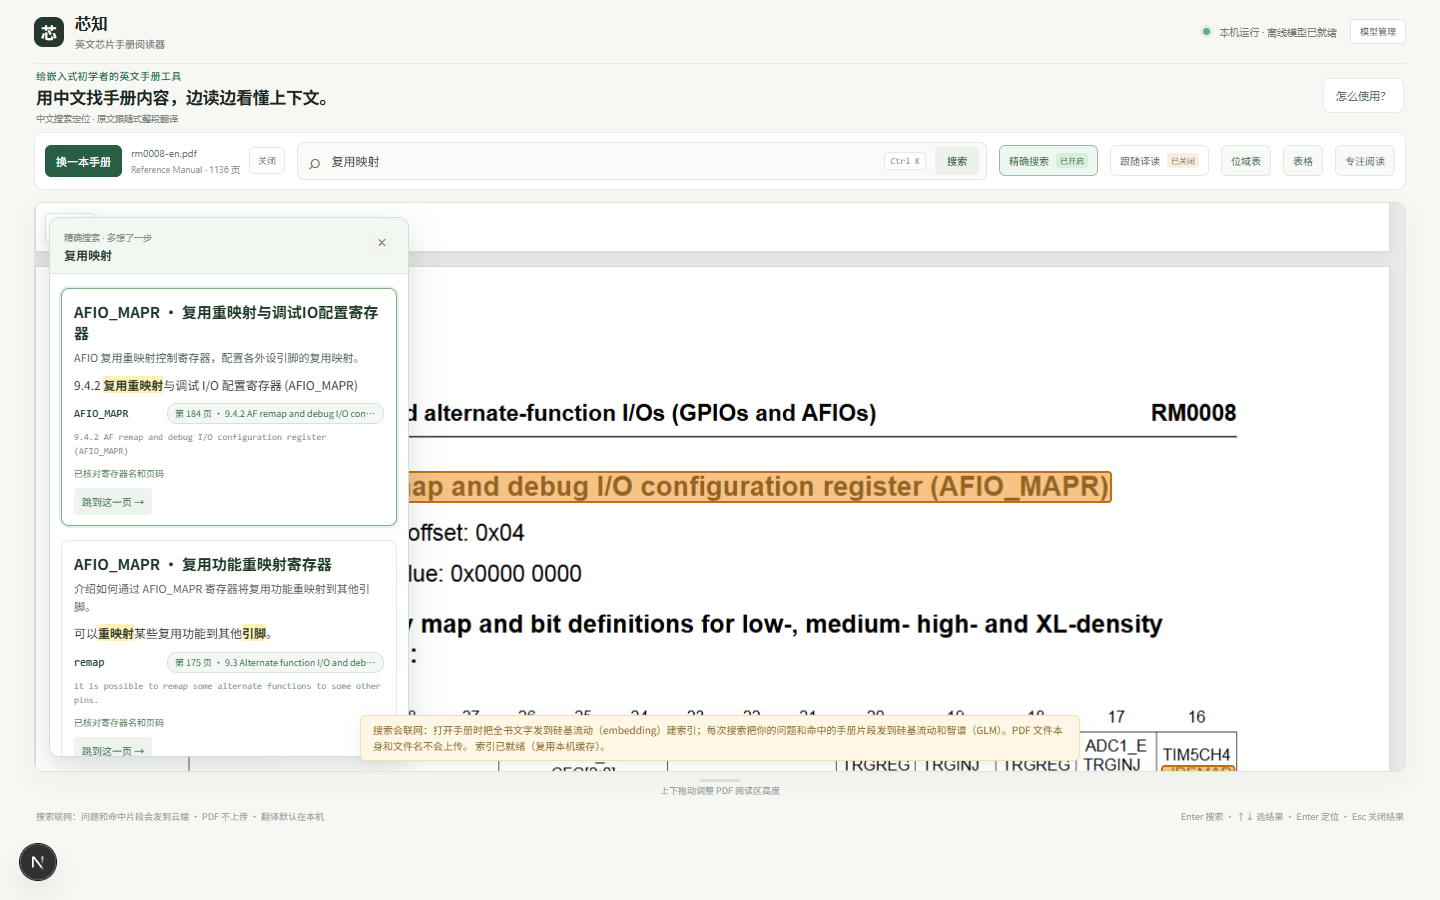 芯
芯知
英文芯片手册阅读器
本机运行 · 离线模型已就绪
模型管理
给嵌入式初学者的英文手册工具
用中文找手册内容，边读边看懂上下文。
中文搜索定位 · 原文跟随式整段翻译
怎么使用?
换一本手册
rm0008-en.pdf
Reference Manual · 1136 页
关闭
复用映射
Ctrl K
搜索
精确搜索 已开启
跟随译读 已关闭
位域表
表格
专注阅读
精确搜索 · 多想了一步
复用映射
×
AFIO_MAPR · 复用重映射与调试IO配置寄存
器
AFIO 复用重映射控制寄存器，配置各外设引脚的复用映射。
9.4.2 复用重映射与调试 I/O 配置寄存器 (AFIO_MAPR)
AFIO_MAPR
第 184 页 · 9.4.2 AF remap and debug I/O con···
9.4.2 AF remap and debug I/O configuration register
(AFIO_MAPR)
已核对寄存器名和页码
跳到这一页 →
AFIO_MAPR · 复用功能重映射寄存器
介绍如何通过 AFIO_MAPR 寄存器将复用功能重映射到其他引
脚。
可以重映射某些复用功能到其他引脚。
remap
第 175 页 · 9.3 Alternate function I/O and deb···
it is possible to remap some alternate functions to some other
pins.
已核对寄存器名和页码
跳到这一页 →
d alternate-function I/Os (GPIOs and AFIOs)
RM0008
ap and debug I/O configuration register (AFIO_MAPR)
offset: 0x04
lue: 0x0000 0000
map and bit definitions for low-, medium- high- and XL-density
:
17 16
ADC1_E
TRGINJ
TIM5CH4
TRGREG TRGINJ TRGREG
搜索会联网：打开手册时把全书文字发到硅基流动（embedding）建索引；每次搜索把你的问题和命中的手册片段发到硅基流动和智谱（GLM）。PDF 文件本
身和文件名不会上传。 索引已就绪（复用本机缓存）。
上下拖动调整 PDF 阅读区高度
搜索联网：问题和命中片段会发到云端 · PDF 不上传 · 翻译默认在本机
Enter 搜索 · ↑↓ 选结果 · Enter 定位 · Esc 关闭结果
N